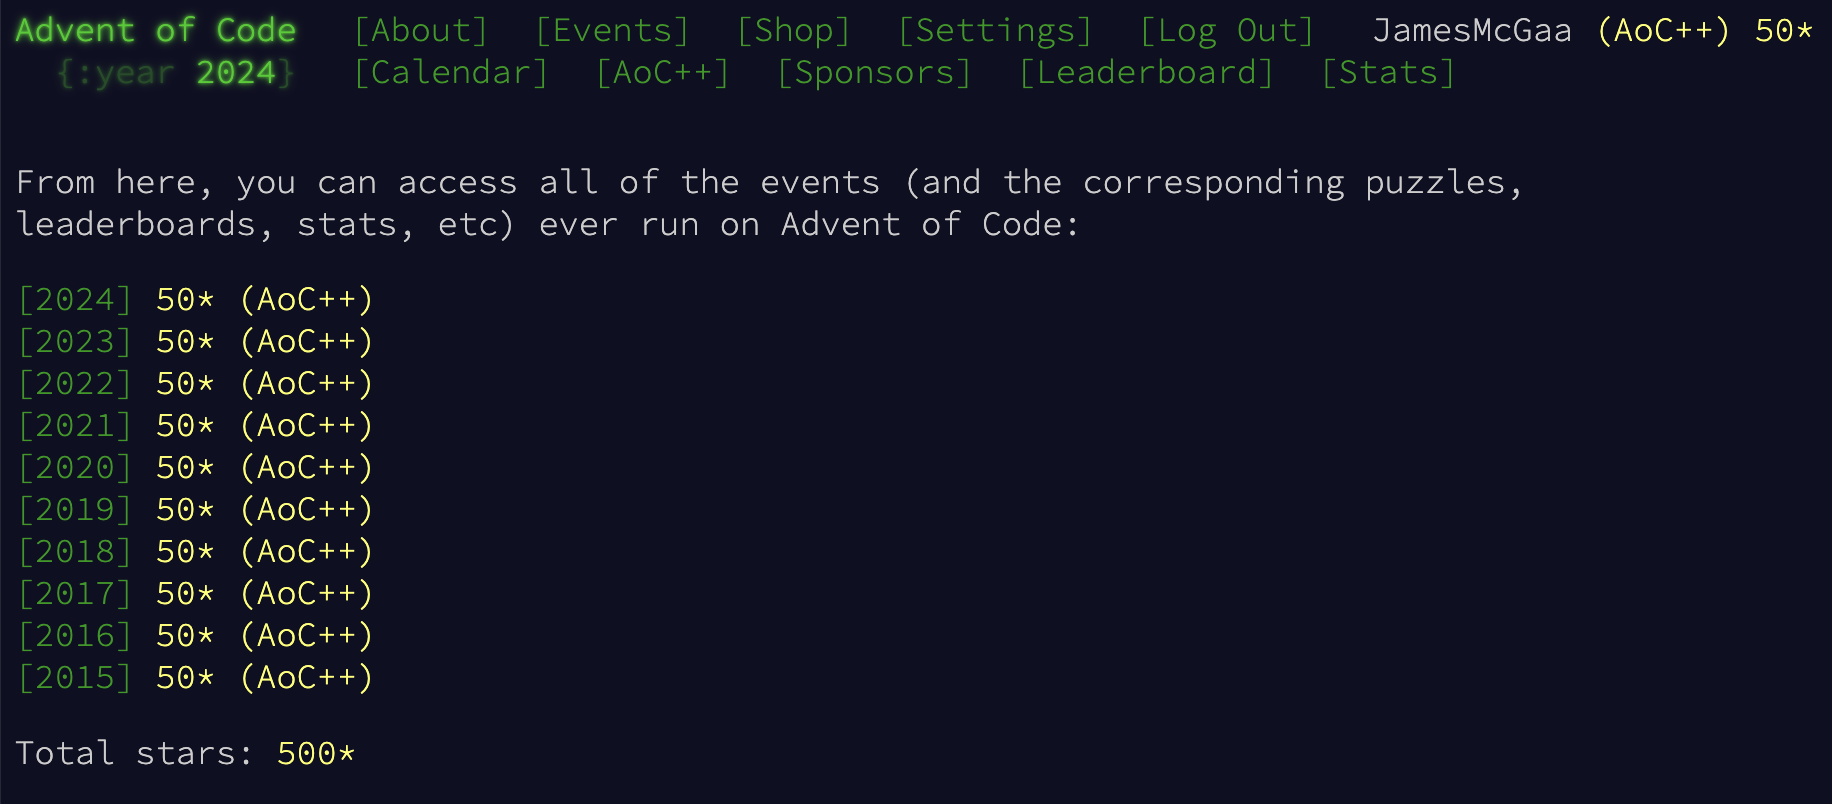 Advent of Code [About] [Events] [Shop] [Settings] [Log Out] JamesMcGaa (AoC++) 50*
{:year 2024} [Calendar] [AoC++] [Sponsors] [Leaderboard] [Stats]
From here, you can access all of the events (and the corresponding puzzles,
leaderboards, stats, etc) ever run on Advent of Code:
[2024] 50* (AoC++)
[2023] 50* (AoC++)
[2022] 50* (AoC++)
[2021] 50* (AoC++)
[2020] 50* (AoC++)
[2019] 50* (AoC++)
[2018] 50* (AoC++)
[2017] 50* (AoC++)
[2016] 50* (AoC++)
[2015] 50* (AoC++)
Total stars: 500*